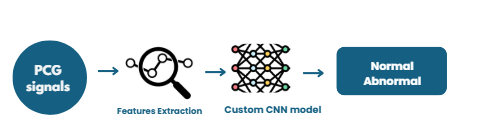 PCG
signals
Features Extraction
Custom CNN model
Normal
Abnormal